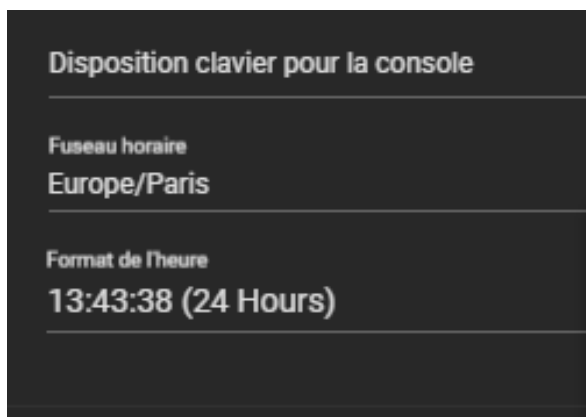 Disposition clavier pour la console
Fuseau horaire
Europe/Paris
Format de l'heure
13:43:38 (24 Hours)